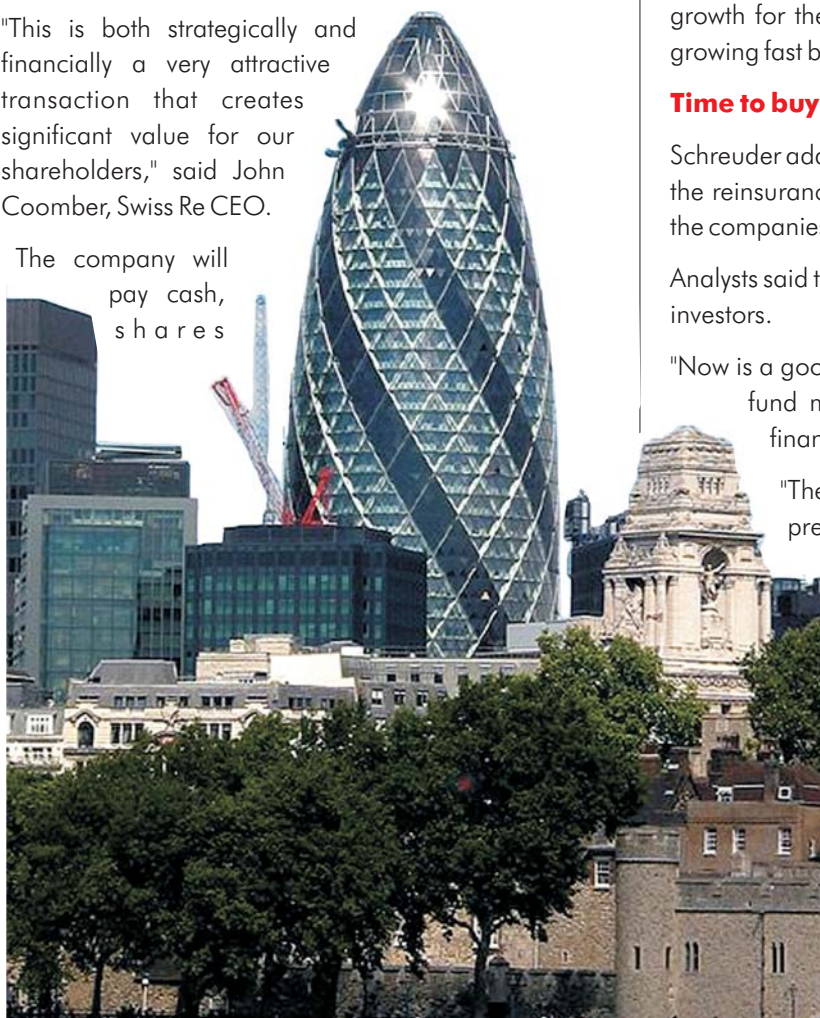 "This is both strategically and
financially a very attractive
transaction that creates
significant value for our
shareholders," said John
Coomber, Swiss Re CEO.
The company will
pay cash,
shares
growth for the
growing fast b
Time to buy
Schreuder add
the reinsuranc
the companies
Analysts said t
investors.
"Now is a goo
fund m
finan
"The
pre